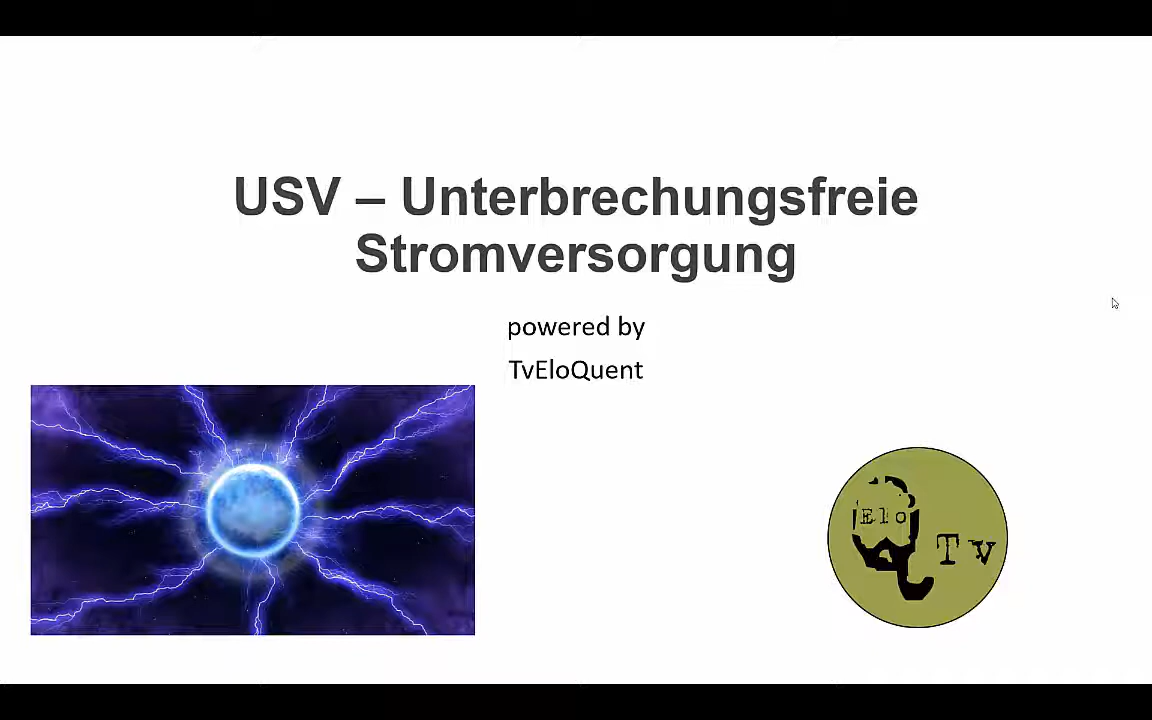 USV – Unterbrechungsfreie
Stromversorgung
powered by
TvEloQuent
Elo
Tv